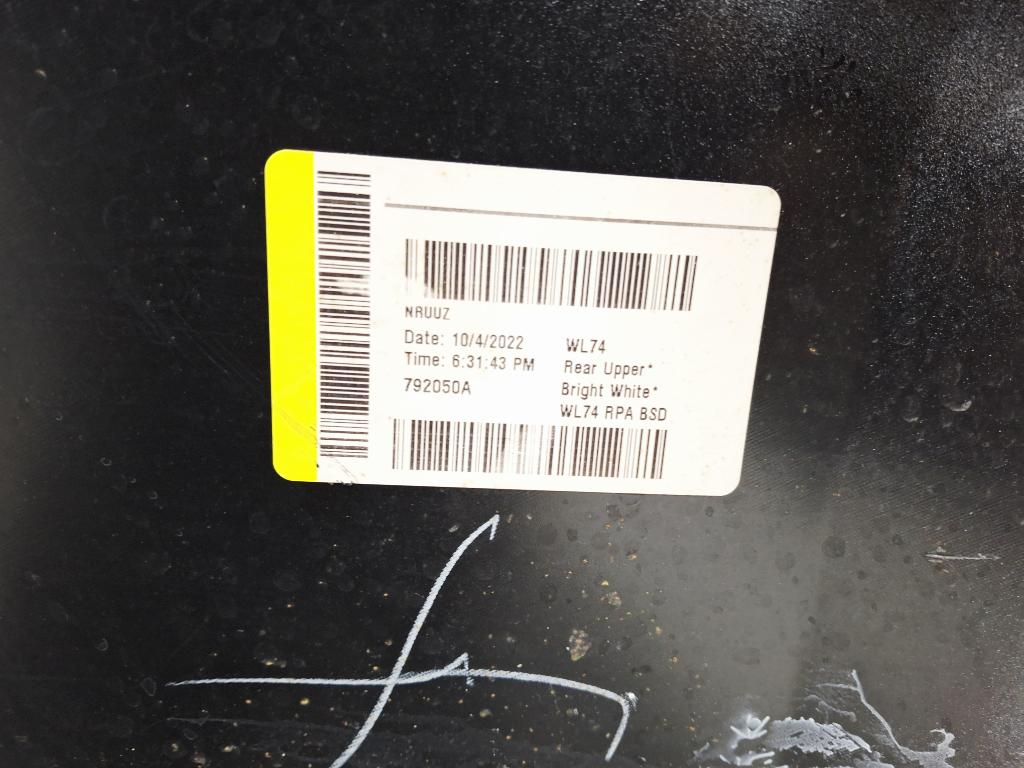 NRUUZ
Date: 10/4/2022
Time: 6:31:43 PM
792050A
WL74
Rear Upper*
Bright White*
WL74 RPA BSD